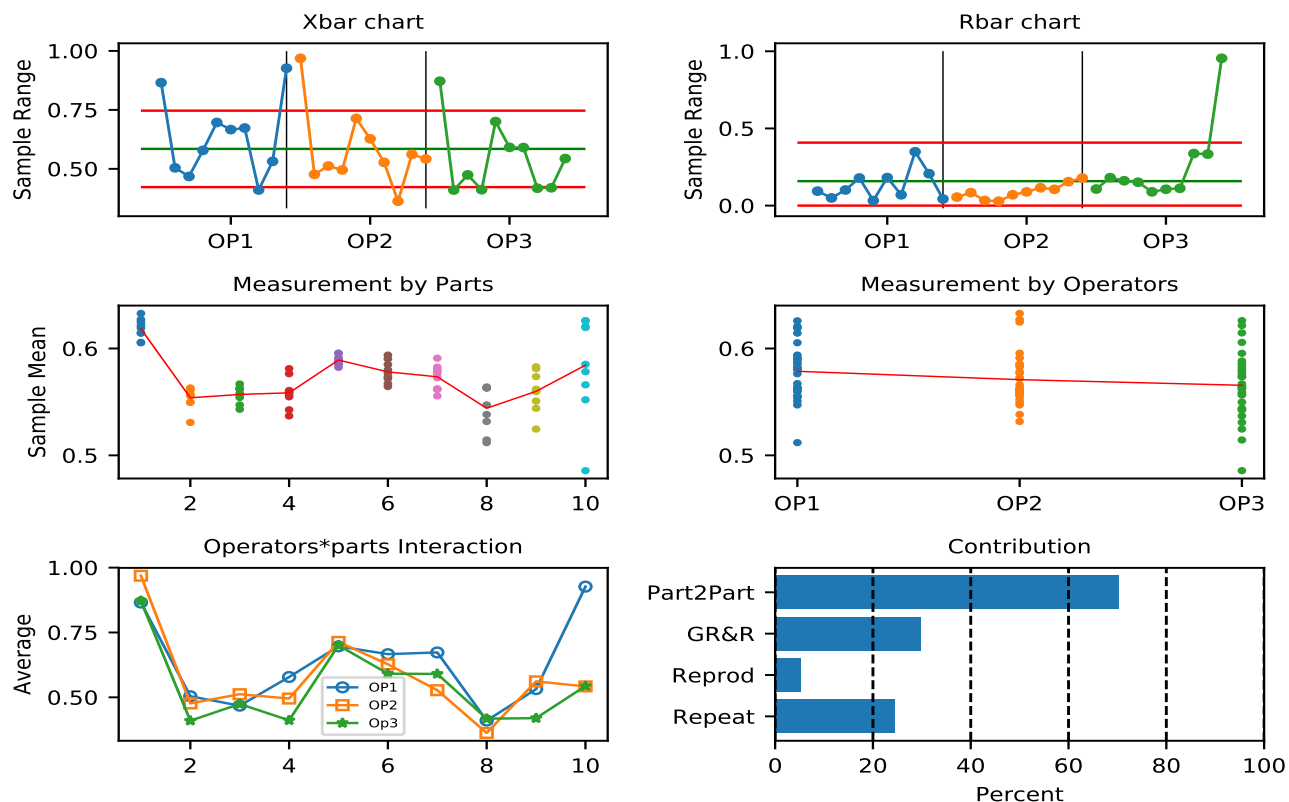 Xbar chart
Rbar chart
Sample Range
1.00
0.75
0.50
OP1 OP2 OP3
Sample Range
1.0
0.5
0.0
OP1 OP2 OP3
Measurement by Parts
Measurement by Operators
Sample Mean
0.6
0.5
2 4 6 8 10
0.6
0.5
OP1 OP2 OP3
Operators*parts Interaction
Contribution
Average
1.00
0.75
0.50
OP1
OP2
Op3
2 4 6 8 10
Part2Part
GR&R
Reprod
Repeat
0 20 40 60 80 100
Percent